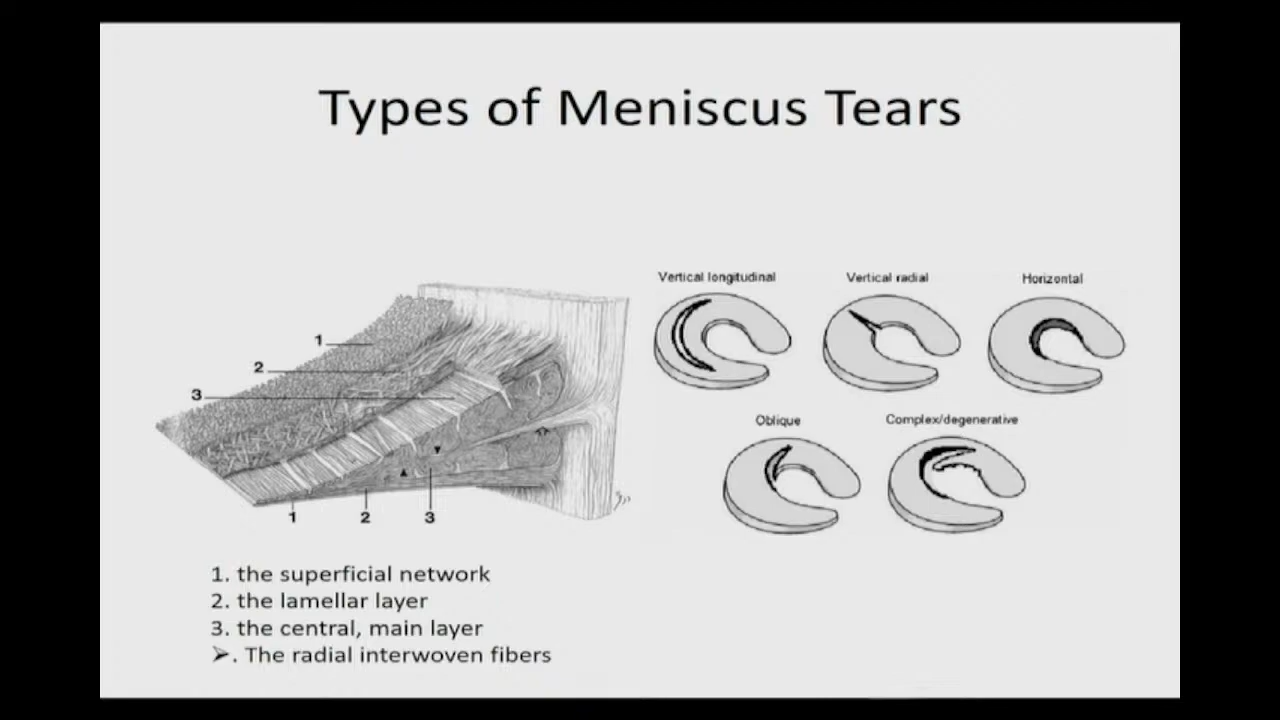 Types of Meniscus Tears
Vertical longitudinal
Vertical radial
Horizontal
1
2
3
Oblique
Complex/degenerative
1
2
3
1. the superficial network
2. the lamellar layer
3. the central, main layer
➢. The radial interwoven fibers